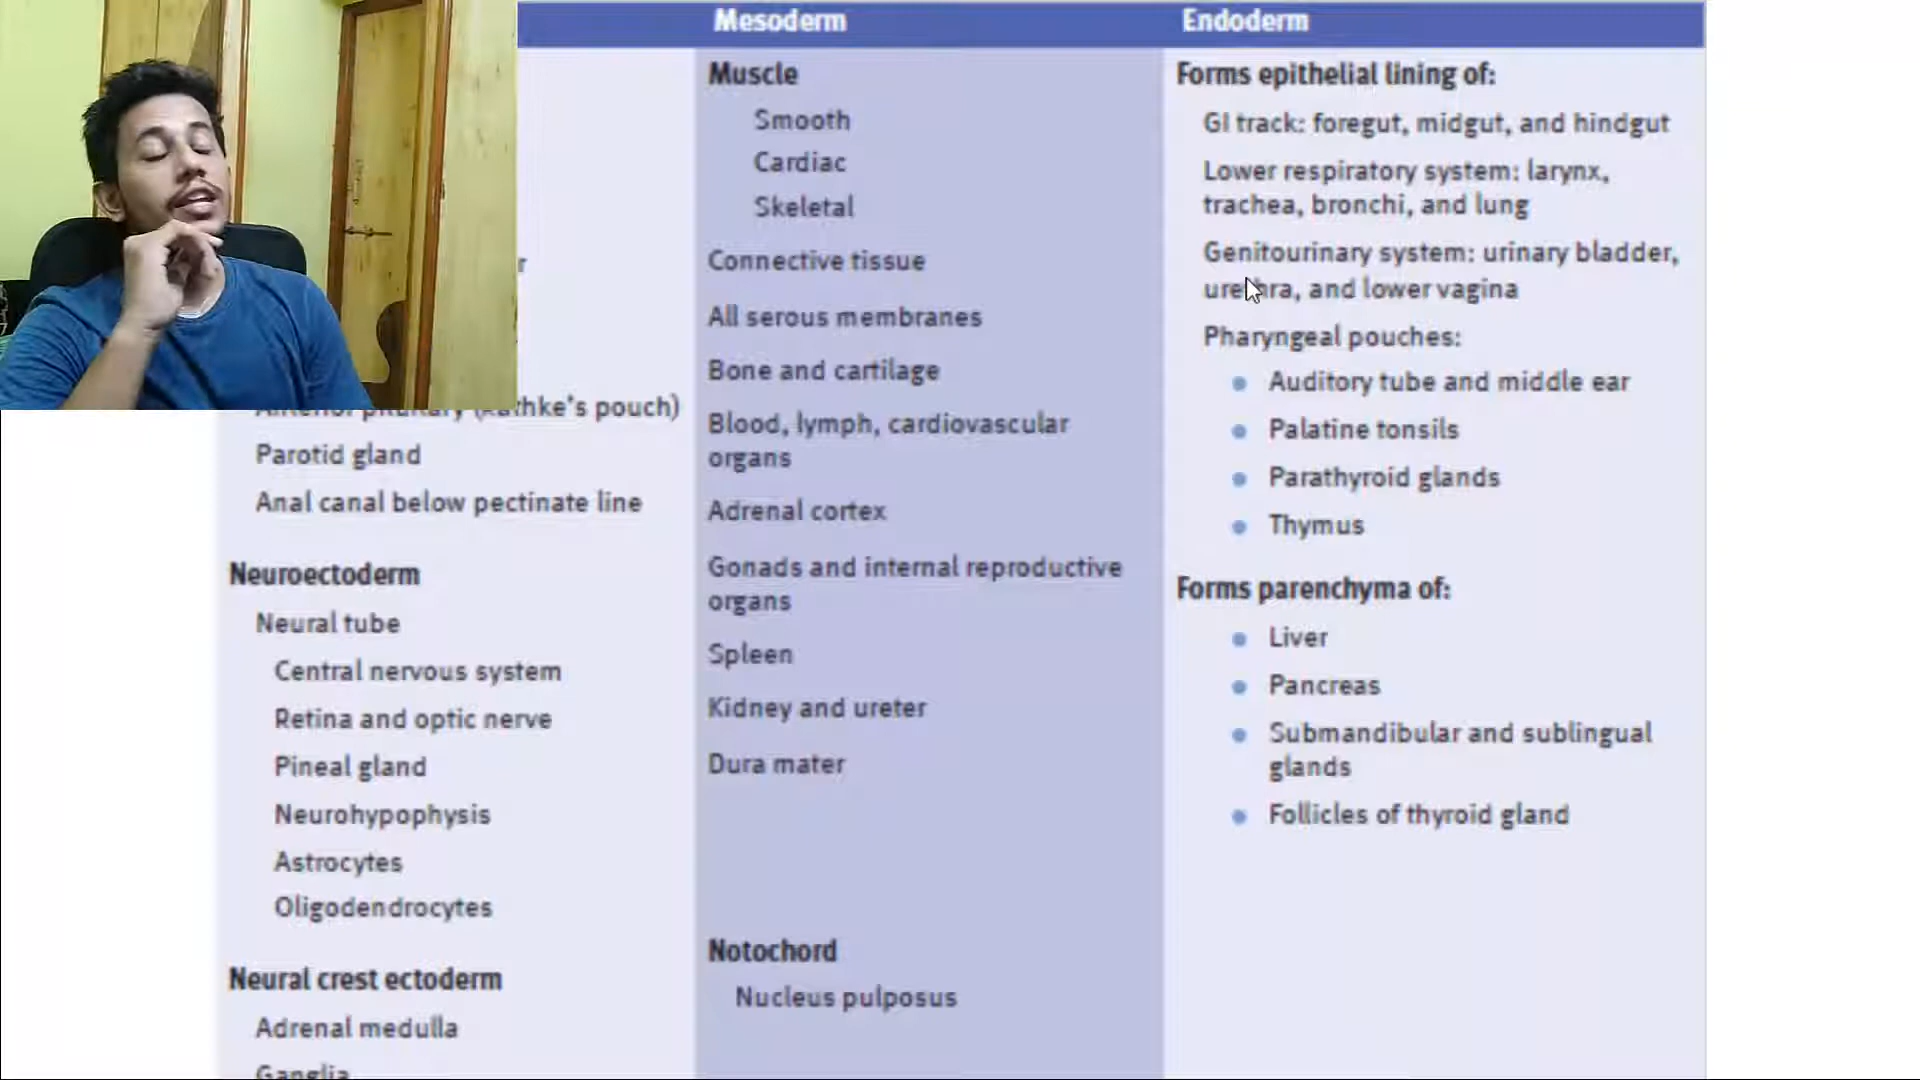 Mesoderm
Endoderm
r
pituitary
's pouch)
Parotid gland
Anal canal below pectinate line
Neuroectoderm
Neural tube
Central nervous system
Retina and optic nerve
Pineal gland
Neurohypophysis
Astrocytes
Oligodendrocytes
Neural crest ectoderm
Adrenal medulla
Ganglia
Muscle
Smooth
Cardiac
Skeletal
Connective tissue
All serous membranes
Bone and cartilage
Blood, lymph, cardiovascular
organs
Adrenal cortex
Gonads and internal reproductive
organs
Spleen
Kidney and ureter
Dura mater
Notochord
Nucleus pulposus
Forms epithelial lining of:
GI track: foregut, midgut, and hindgut
Lower respiratory system: larynx,
trachea, bronchi, and lung
Genitourinary system: urinary bladder,
urethra, and lower vagina
Pharyngeal pouches:
• Auditory tube and middle ear
• Palatine tonsils
• Parathyroid glands
• Thymus
Forms parenchyma of:
• Liver
• Pancreas
• Submandibular and sublingual
glands
• Follicles of thyroid gland